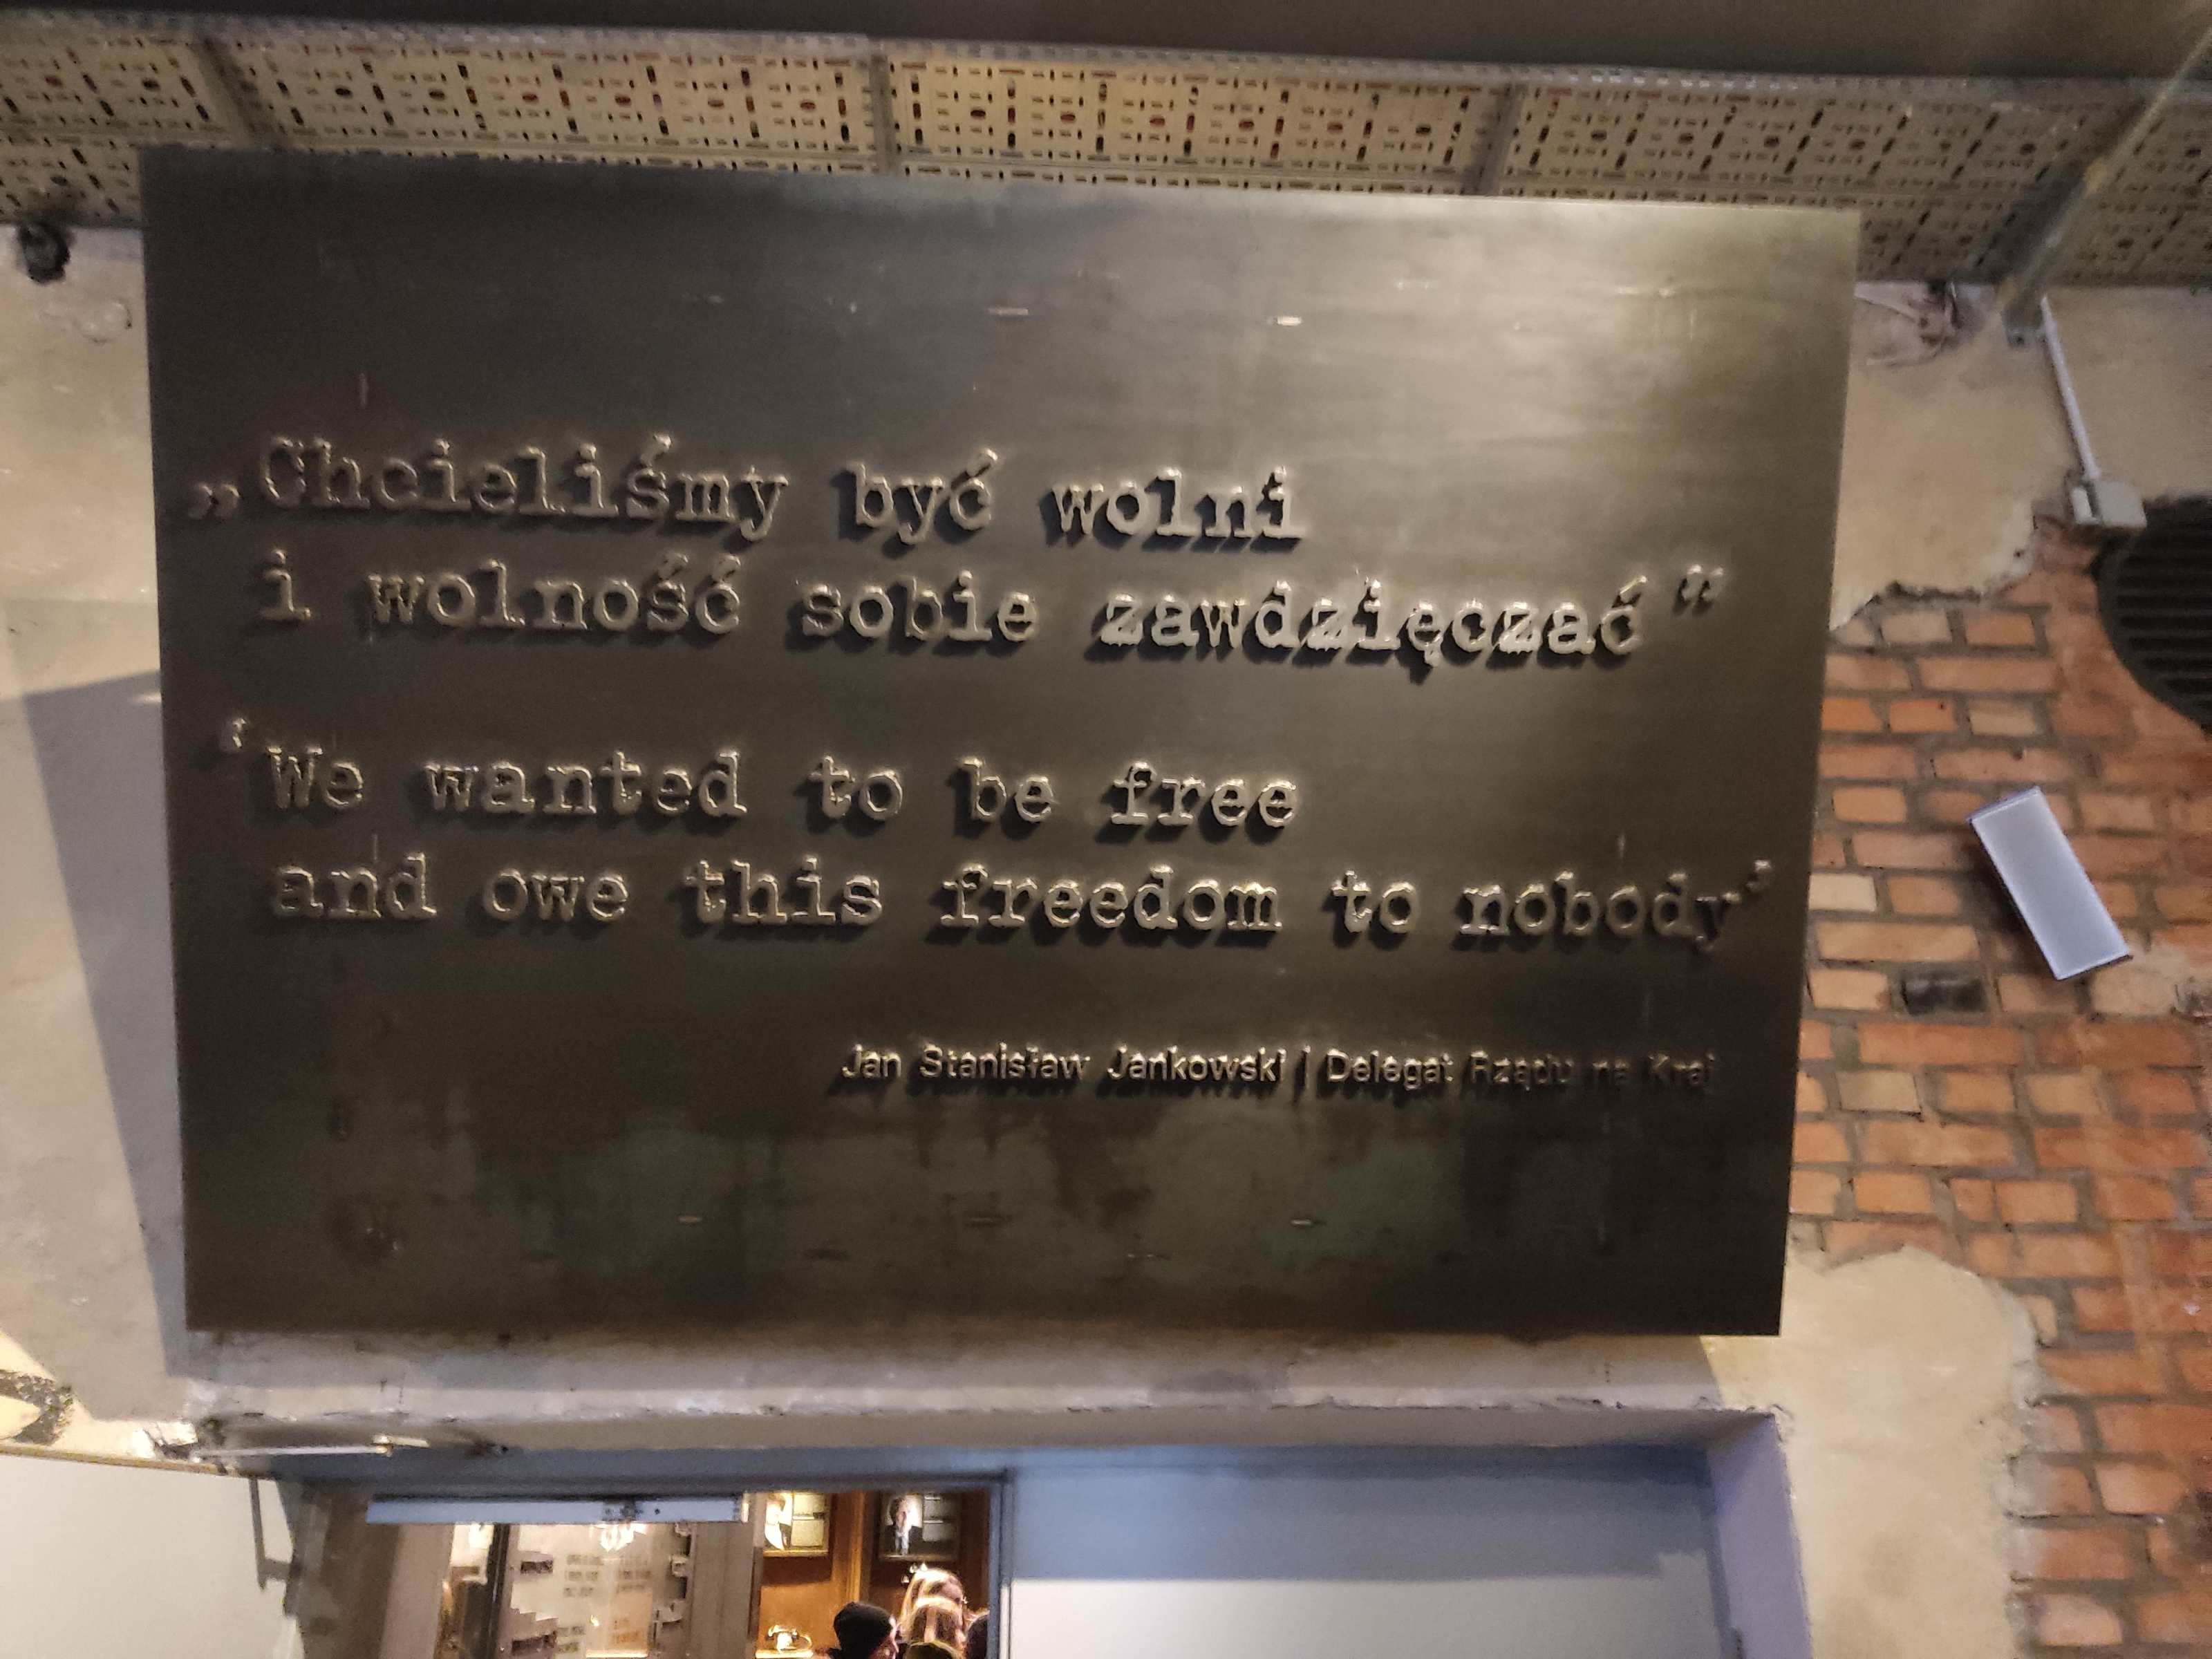 „Chcieliśmy być wolni
i wolność sobie zawdzięczać”
‘We wanted to be free
and owe this freedom to nobody’
Jan Stanisław Jankowski | Delegat Rządu na Kraj